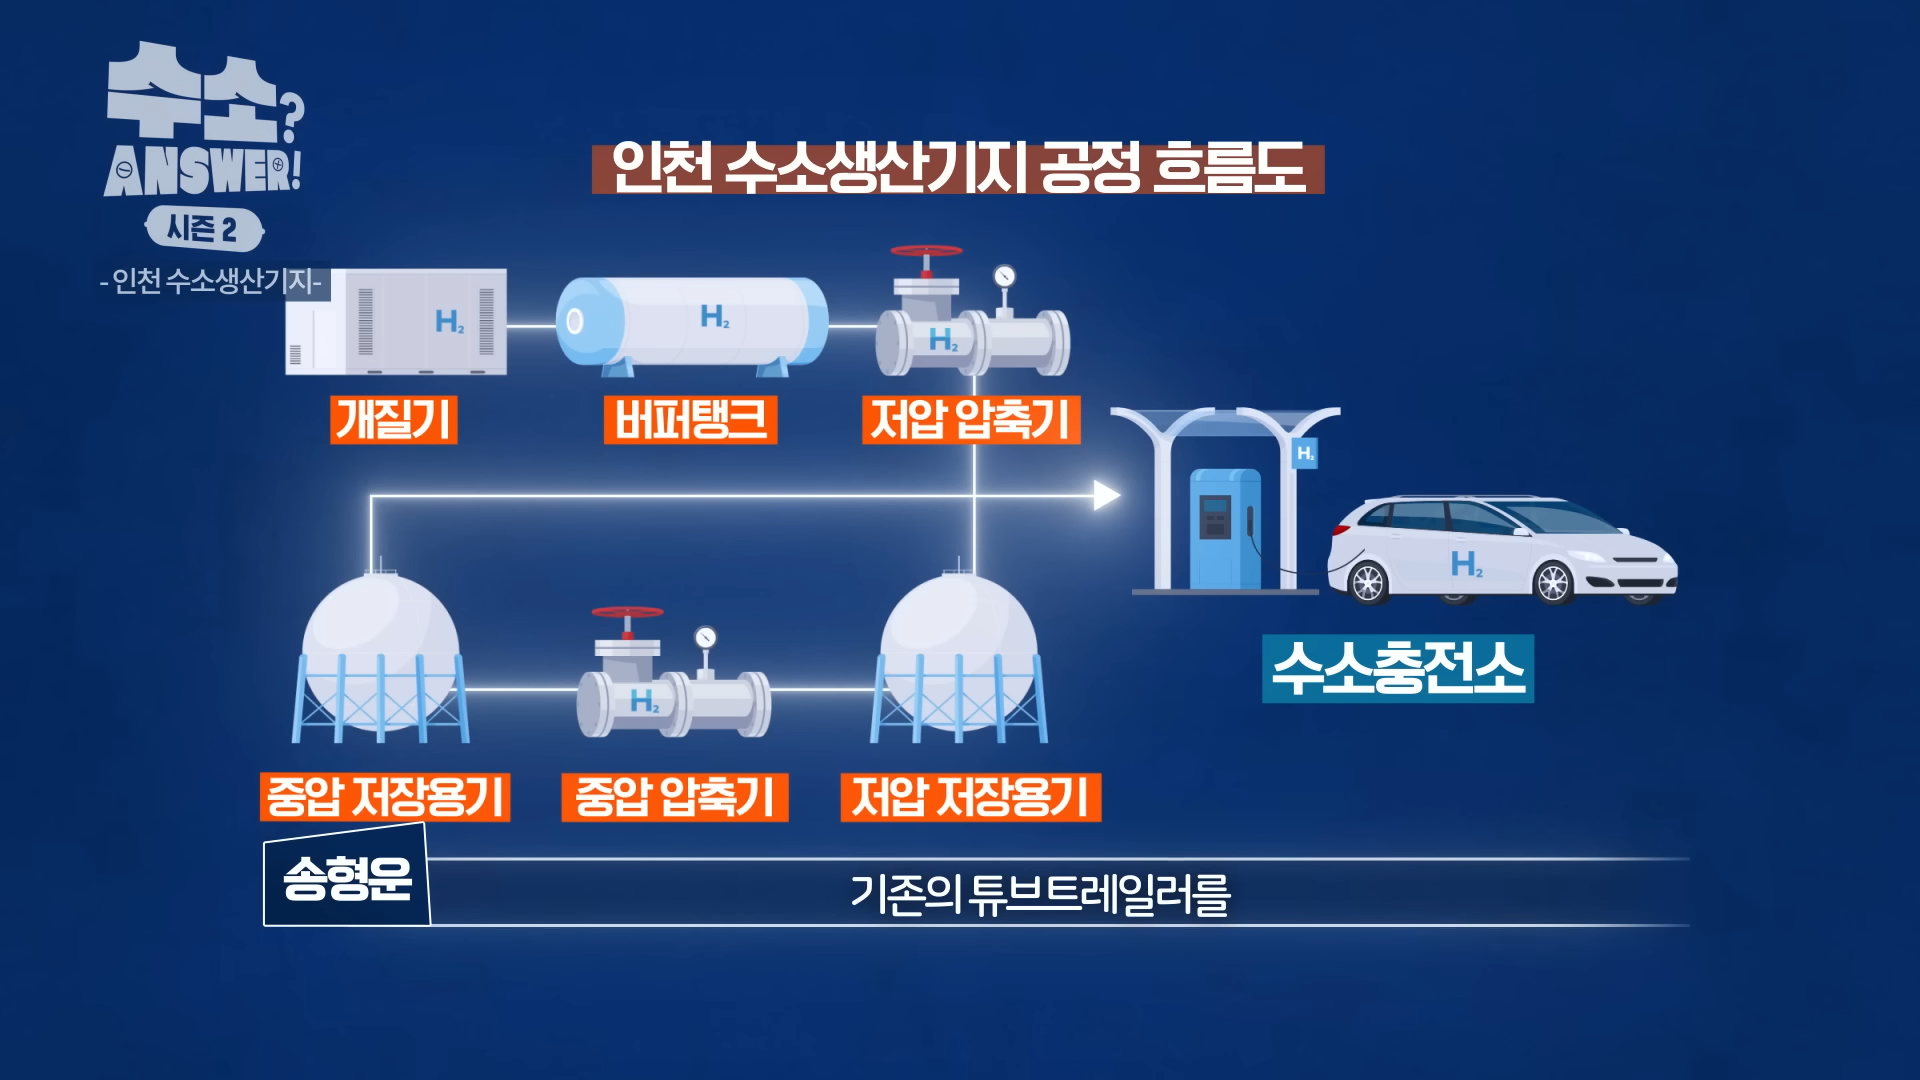 수소?
ANSWER!
시즌 2
- 인천 수소생산기지-
인천 수소생산기지 공정 흐름도
H₂
H₂
H₂
개질기
버퍼탱크
저압 압축기
H₂
H₂
수소충전소
H₂
중압 저장용기
중압 압축기
저압 저장용기
송형운
기존의 튜브트레일러를